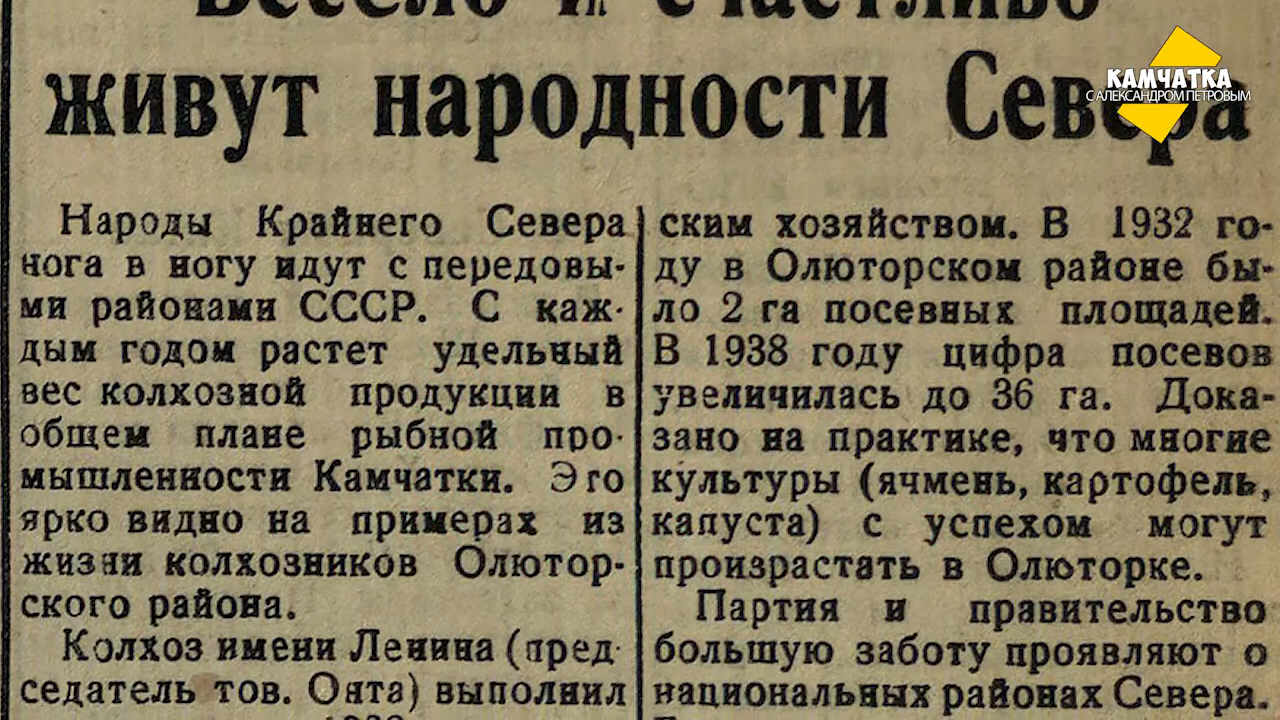 Весело и счастливо
живут народности Севера
КАМЧАТКА
С АЛЕКСАНДРОМ ПЕТРОВЫМ
Народы Крайнего Севера
нога в ногу идут с передовы-
ми районами СССР. С каж-
дым годом растет удельный
вес колхозной продукции в
общем плане рыбной про-
мышленности Камчатки. Это
ярко видно на примерах из
жизни колхозников Олютор-
ского района.
Колхоз имени Ленина (пред-
седатель тов. Оята) выполнил
ским хозяйством. В 1932 го-
ду в Олюторском районе бы-
ло 2 га посевных площадей.
В 1938 году цифра посевов
увеличилась до 36 га. Дока-
зано на практике, что многие
культуры (ячмень, картофель,
капуста) с успехом могут
произрастать в Олюторке.
Партия и правительство
большую заботу проявляют о
национальных районах Севера.